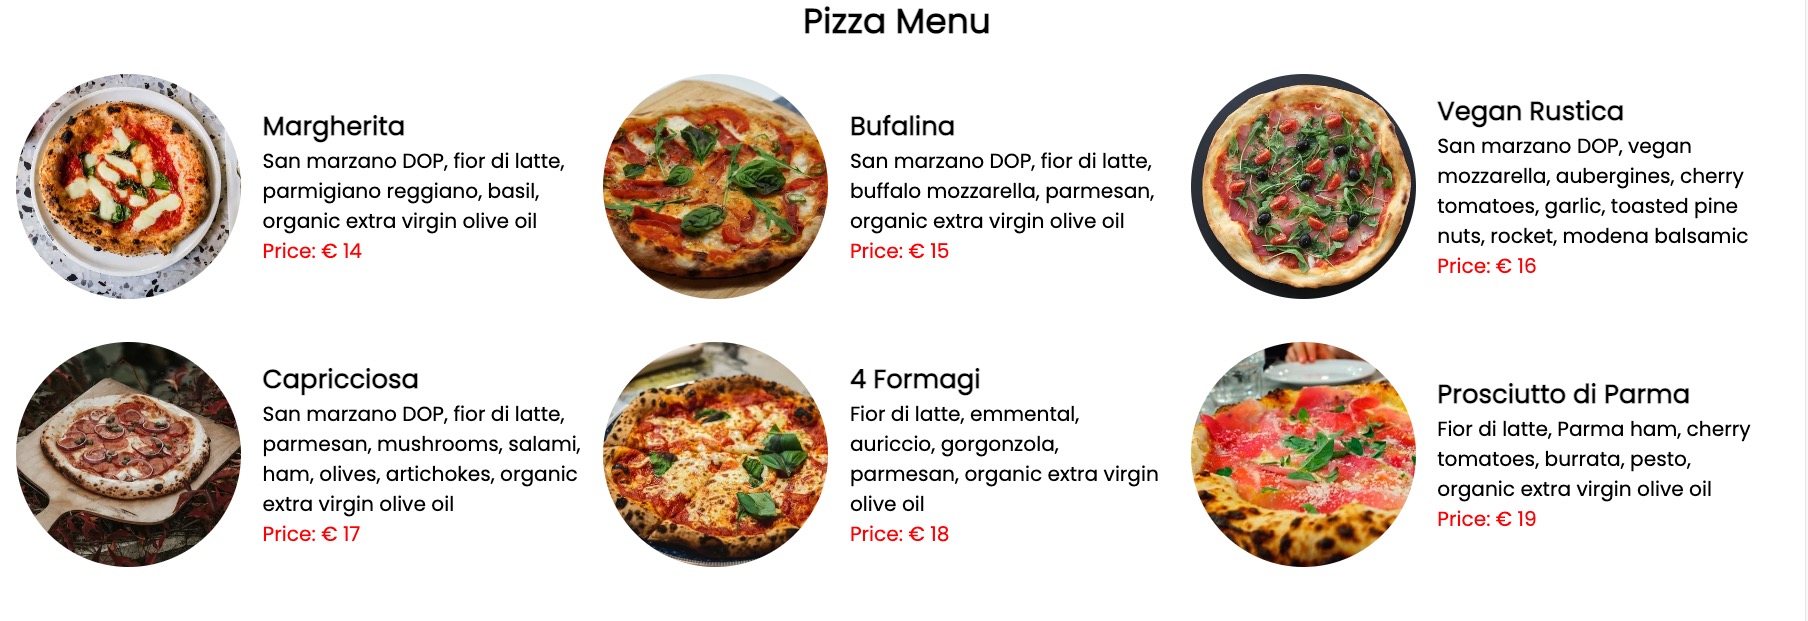 Pizza Menu
Margherita
San marzano DOP, fior di latte,
parmigiano reggiano, basil,
organic extra virgin olive oil
Price: € 14
Bufalina
San marzano DOP, fior di latte,
buffalo mozzarella, parmesan,
organic extra virgin olive oil
Price: € 15
Vegan Rustica
San marzano DOP, vegan
mozzarella, aubergines, cherry
tomatoes, garlic, toasted pine
nuts, rocket, modena balsamic
Price: € 16
Capricciosa
San marzano DOP, fior di latte,
parmesan, mushrooms, salami,
ham, olives, artichokes, organic
extra virgin olive oil
Price: € 17
4 Formagi
Fior di latte, emmental,
auriccio, gorgonzola,
parmesan, organic extra virgin
olive oil
Price: € 18
Prosciutto di Parma
Fior di latte, Parma ham, cherry
tomatoes, burrata, pesto,
organic extra virgin olive oil
Price: € 19